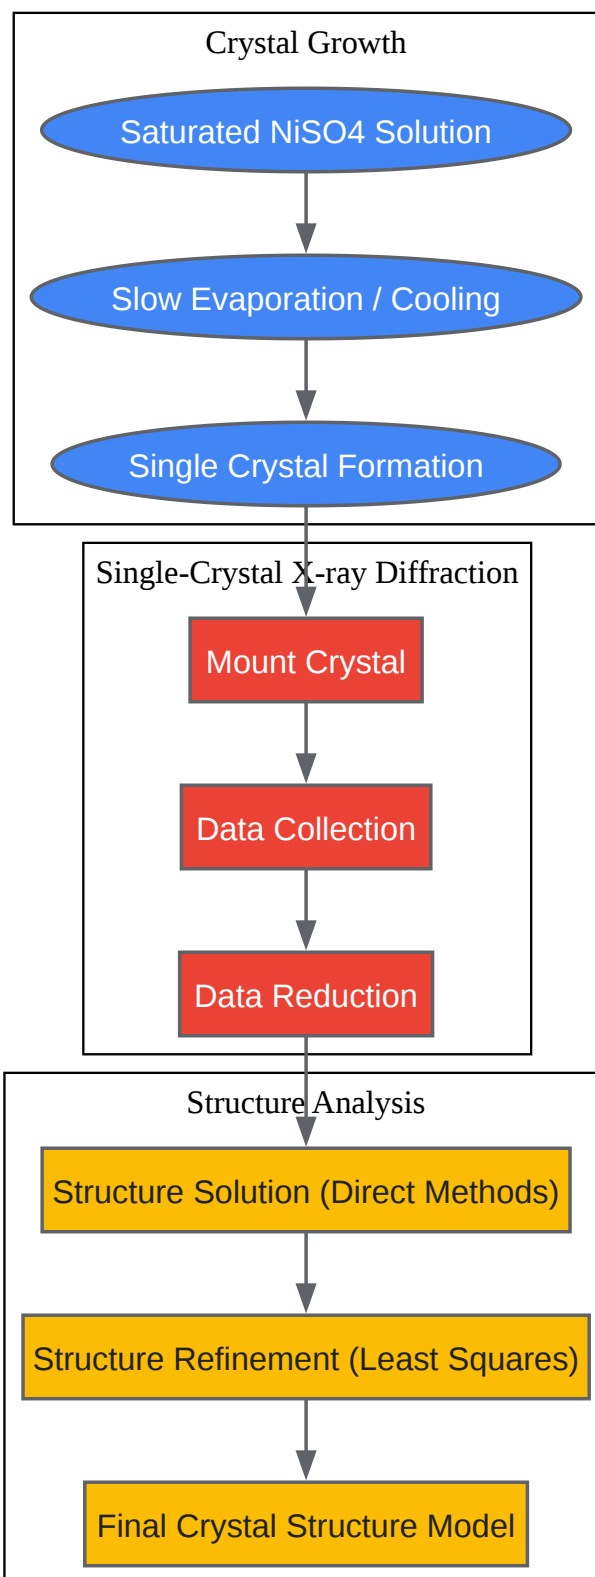 Crystal Growth
Saturated NiSO4 Solution
Slow Evaporation / Cooling
Single Crystal Formation
Single-Crystal X-ray Diffraction
Mount Crystal
Data Collection
Data Reduction
Structure Analysis
Structure Solution (Direct Methods)
Structure Refinement (Least Squares)
Final Crystal Structure Model